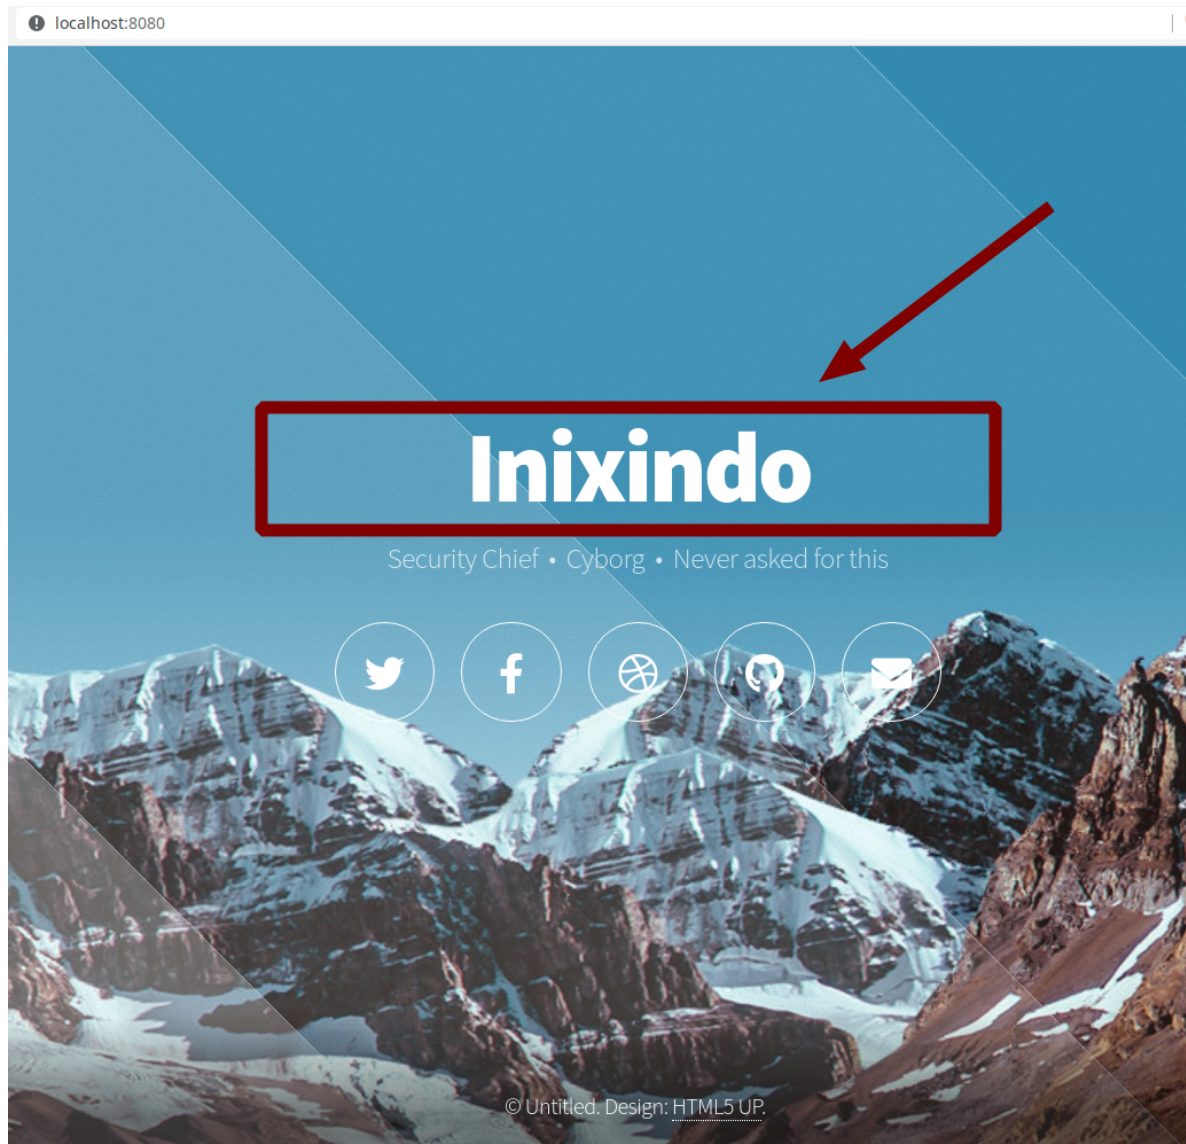 localhost:8080
Inixindo
Security Chief • Cyborg • Never asked for this
© Untitled. Design: HTML5 UP.